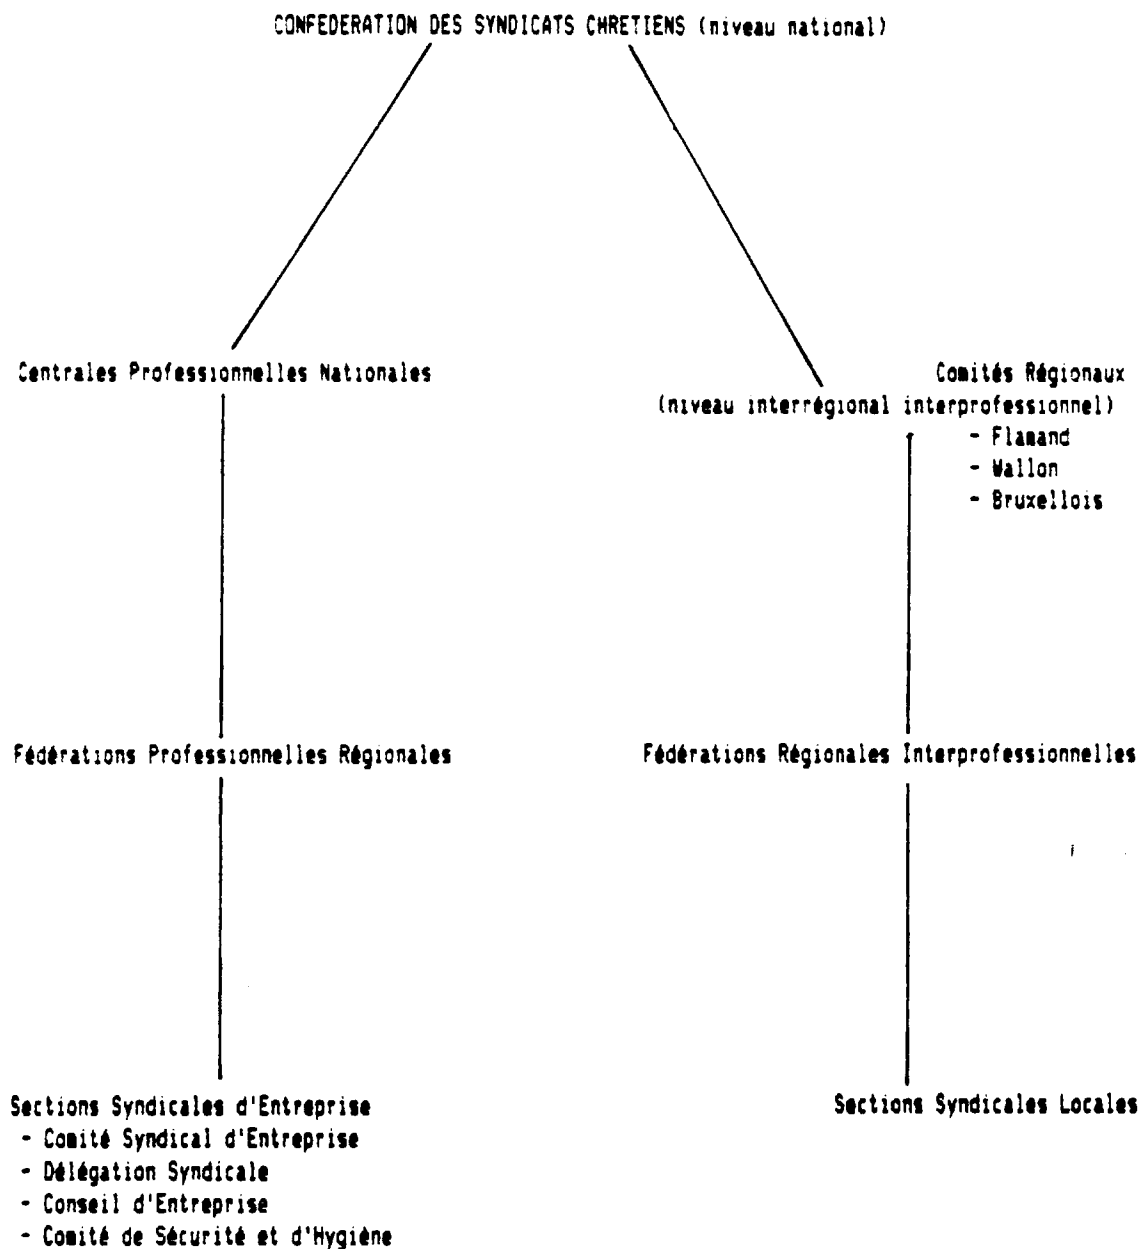 CONFEDERATION DES SYNDICATS CHRETIENS (niveau national)
Centrales Professionnelles Nationales
Comités Régionaux
(niveau interrégional interprofessionnel)
- Flamand
- Wallon
- Bruxellois
Fédérations Professionnelles Régionales
Fédérations Régionales Interprofessionnelles
Sections Syndicales d'Entreprise
- Comité Syndical d'Entreprise
- Délégation Syndicale
- Conseil d'Entreprise
- Comité de Sécurité et d'Hygiène
Sections Syndicales Locales